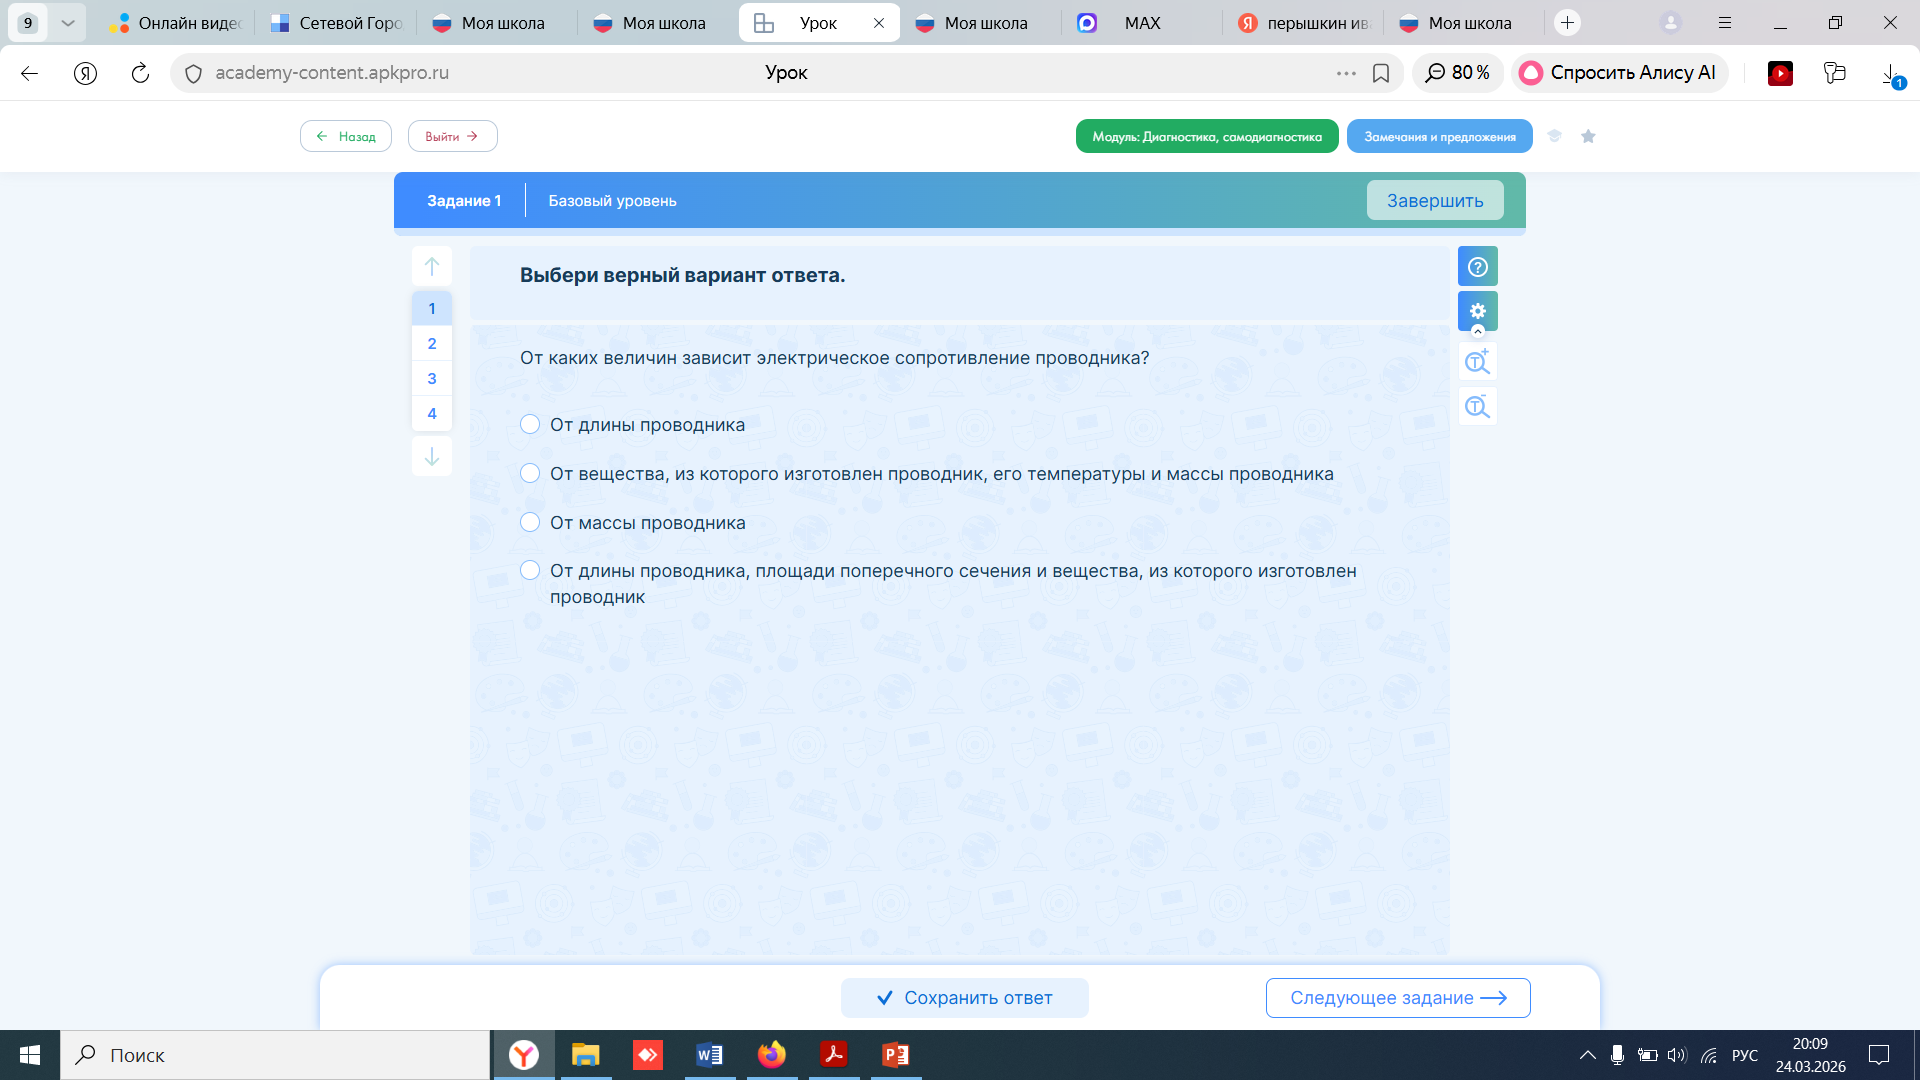 9
Онлайн видео
Сетевой Горо
Моя школа
Моя школа
Урок
Моя школа
MAX
перышкин ива
Моя школа
academy-content.apkpro.ru
Урок
80 %
Спросить Алису AI
1
Назад
Выйти
Модуль: Диагностика, самодиагностика
Замечания и предложения
Задание 1
Базовый уровень
Завершить
Выбери верный вариант ответа.
1
2
3
4
От каких величин зависит электрическое сопротивление проводника?
От длины проводника
От вещества, из которого изготовлен проводник, его температуры и массы проводника
От массы проводника
От длины проводника, площади поперечного сечения и вещества, из которого изготовлен
проводник
Сохранить ответ
Следующее задание
Поиск
РУС
20:09
24.03.2026